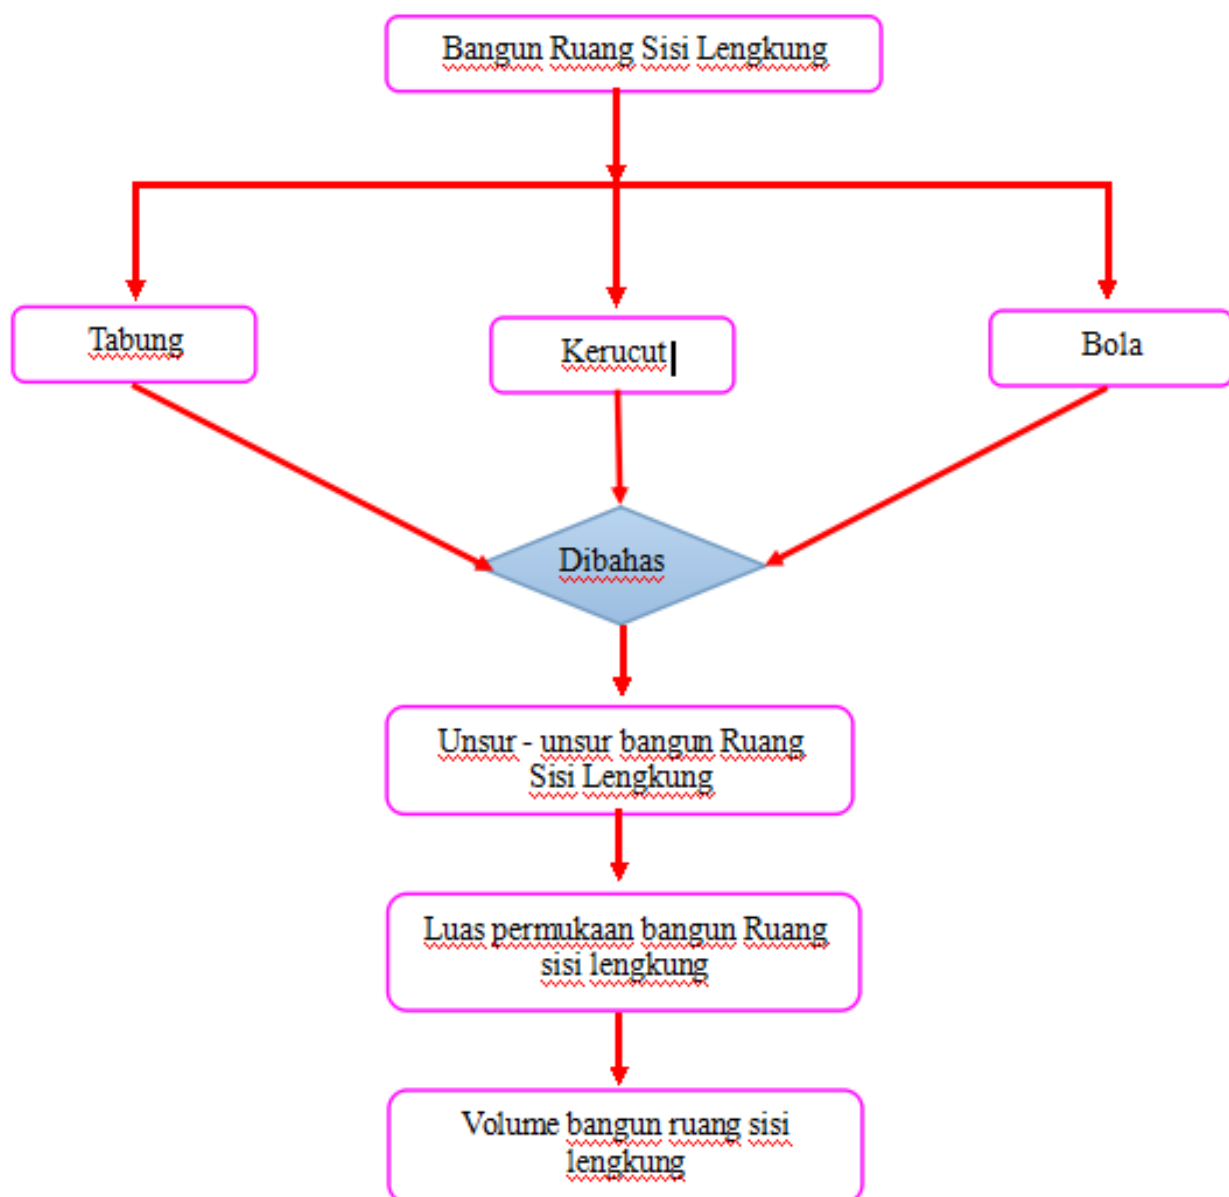 Bangun Ruang Sisi Lengkung
Tabung
Kerucut
Bola
Dibahas
Unsur - unsur bangun Ruang
Sisi Lengkung
Luas permukaan bangun Ruang
sisi lengkung
Volume bangun ruang sisi
lengkung